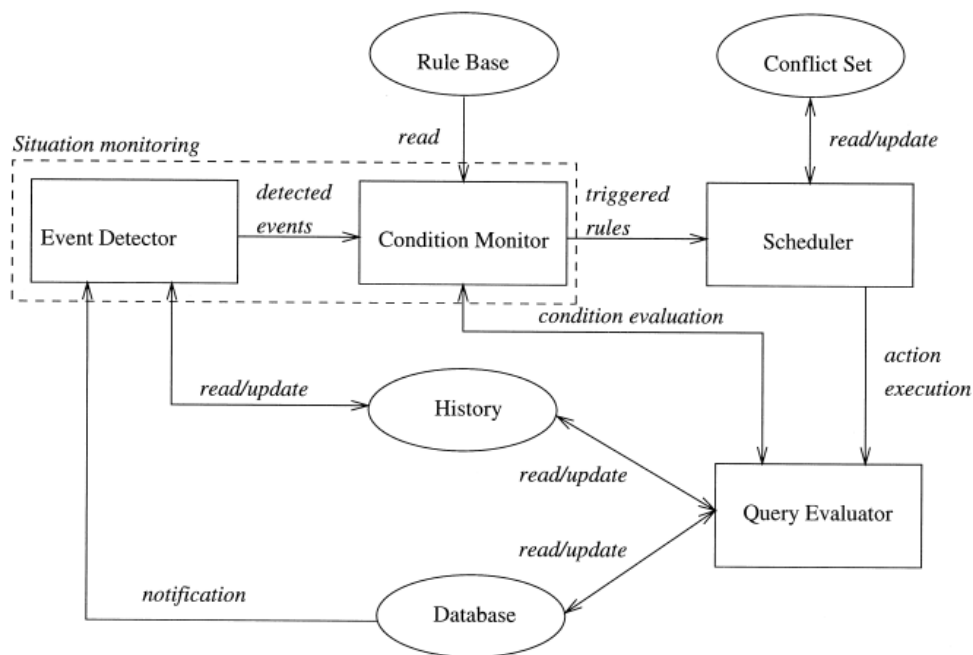 Rule Base
Conflict Set
Situation monitoring
read
read/update
detected
events
triggered
rules
Event Detector
Condition Monitor
Scheduler
condition evaluation
action
execution
read/update
History
read/update
Query Evaluator
read/update
notification
Database